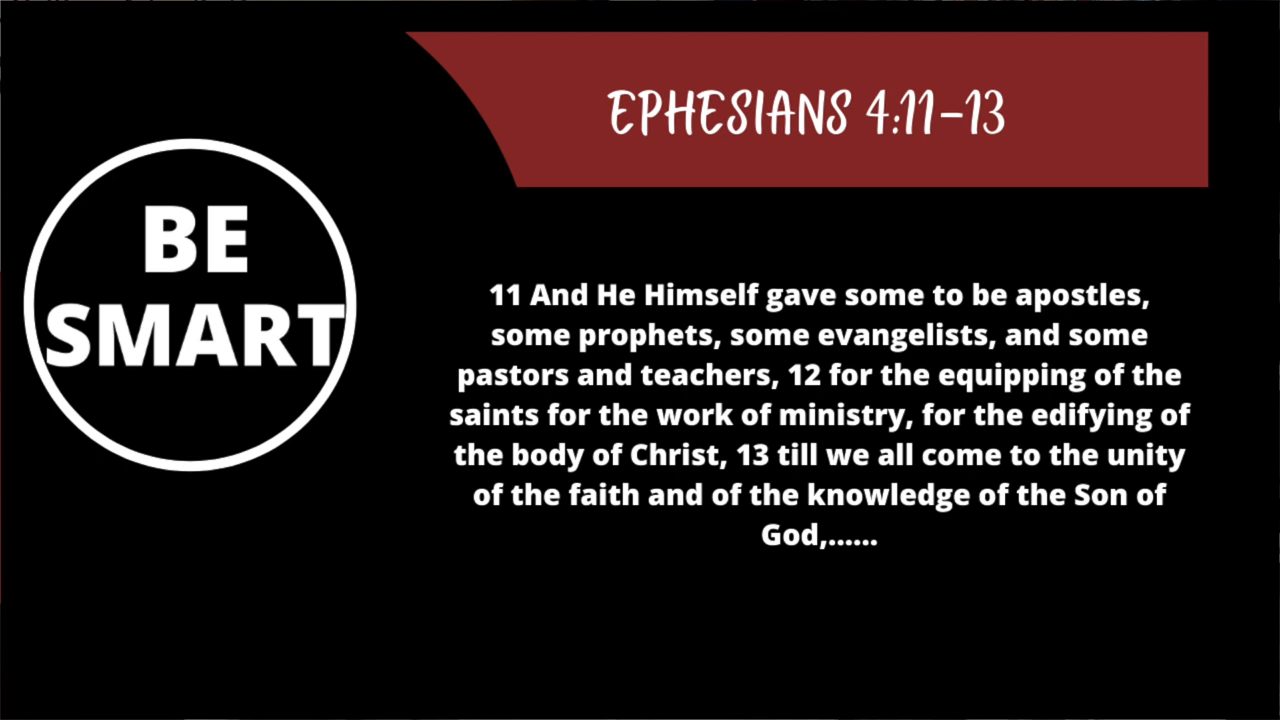 EPHESIANS 4:11-13
BE
SMART
11 And He Himself gave some to be apostles,
some prophets, some evangelists, and some
pastors and teachers, 12 for the equipping of the
saints for the work of ministry, for the edifying of
the body of Christ, 13 till we all come to the unity
of the faith and of the knowledge of the Son of
God,......